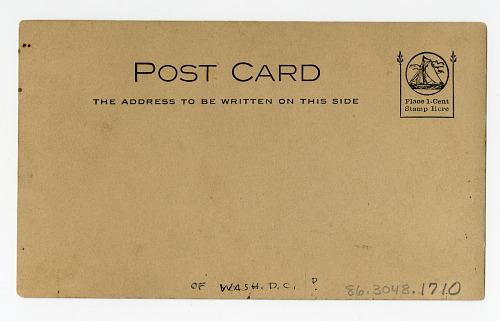 POST CARD
THE ADDRESS TO BE WRITTEN ON THIS SIDE
Place 1-Cent
Stamp Here
OF WASH. D.C. ?
86.3048.1710